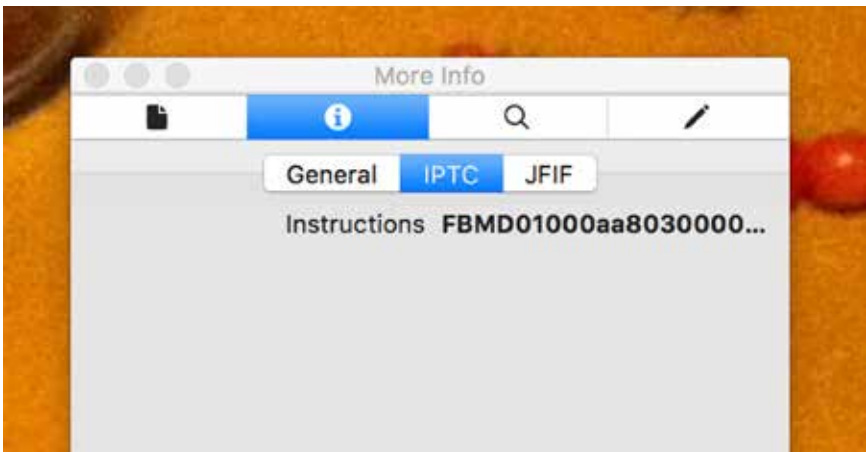 More Info
General IPTC JFIF
Instructions FBMD01000aa8030000...